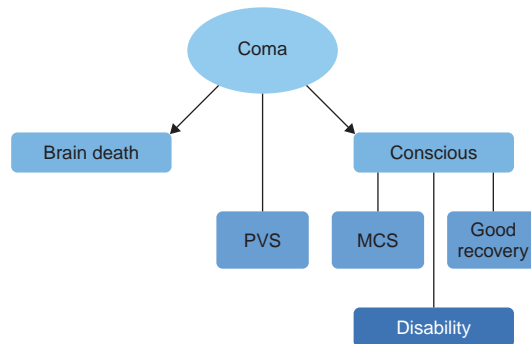 Coma
Brain death
Conscious
PVS
MCS
Good
recovery
Disability